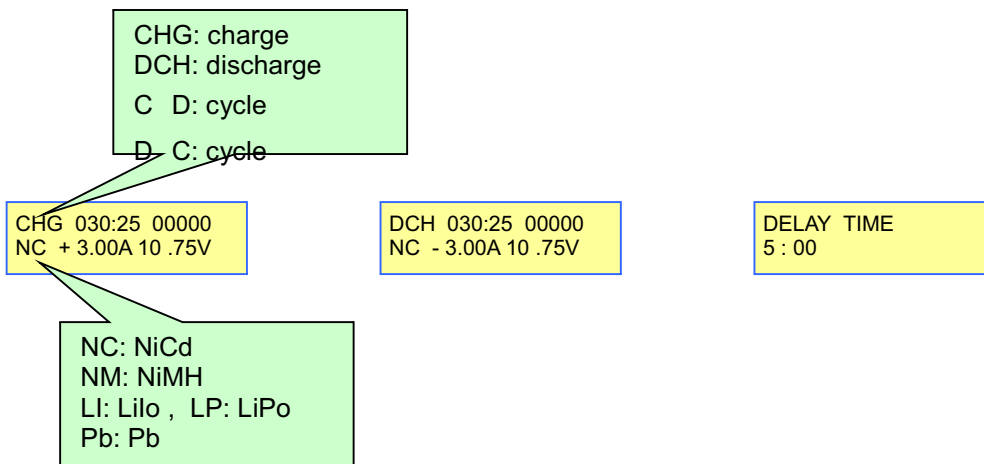 CHG: charge
DCH: discharge
C D: cycle
D C: cycle
CHG 030:25 00000
NC + 3.00A 10 .75V
DCH 030:25 00000
NC - 3.00A 10 .75V
DELAY TIME
5 : 00
NC: NiCd
NM: NiMH
LI: LiIo , LP: LiPo
Pb: Pb